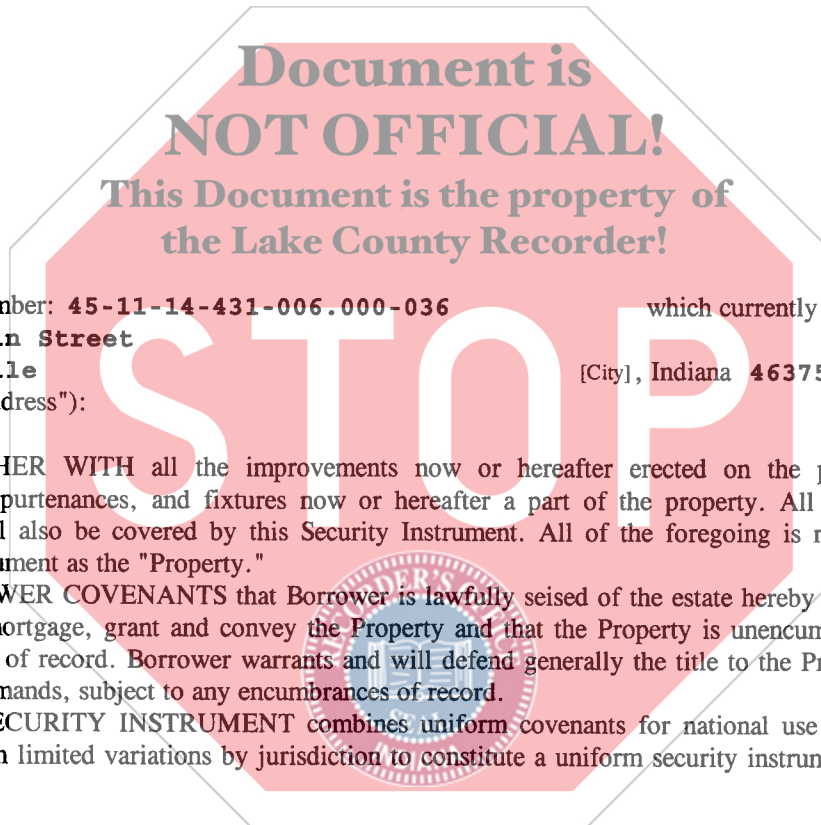 Document is
NOT OFFICIAL!
This Document is the property of
the Lake County Recorder!
mber: 45-11-14-431-006.000-036 which currently
n Street
le [City], Indiana 46375
dress"):
HER WITH all the improvements now or hereafter erected on the p
purtenances, and fixtures now or hereafter a part of the property. All
l also be covered by this Security Instrument. All of the foregoing is r
ument as the "Property."
WER COVENANTS that Borrower is lawfully seised of the estate hereby
ortgage, grant and convey the Property and that the Property is unencum
of record. Borrower warrants and will defend generally the title to the Pr
mands, subject to any encumbrances of record.
ECURITY INSTRUMENT combines uniform covenants for national use
n limited variations by jurisdiction to constitute a uniform security instrum
STOP
RECORDER'S OFFICE
SEAL
INDIANA